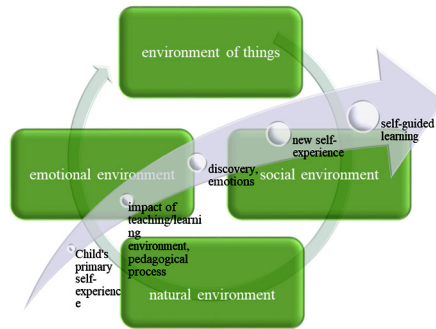 environment of things
self-guided
learning
new self-
experience
emotional environment
discovery,
emotions
social environment
impact of
teaching/learni
ng
environment,
pedagogical
process
Child's
primary
self-
experienc
e
natural environment